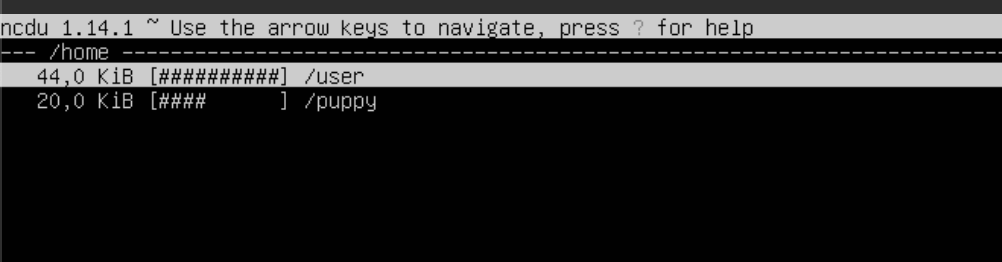 ncdu 1.14.1 ~ Use the arrow keys to navigate, press ? for help
--- /home ----------------------------------------------------------------------
   44,0 KiB [##########] /user
   20,0 KiB [####      ] /puppy